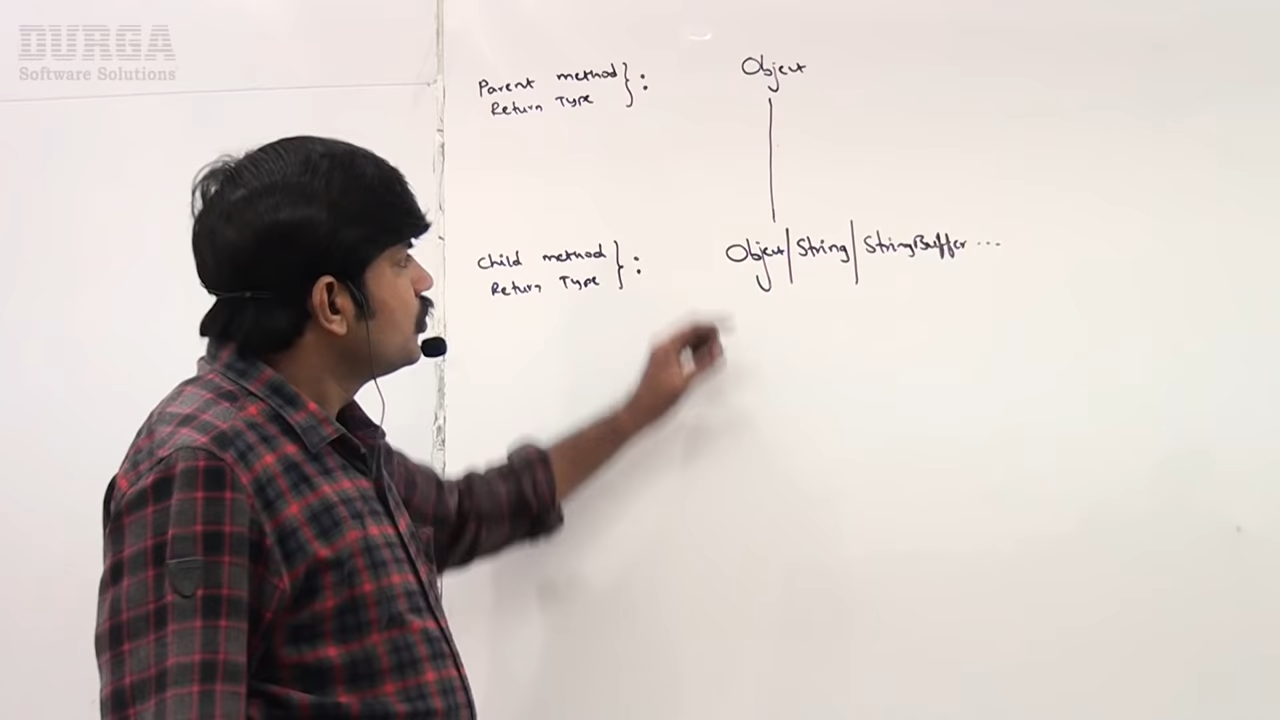 DURGA
Software Solutions
Parent method } :
Return Type
Object
Child method } :
Return Type
Object | String | StringBuffer ...